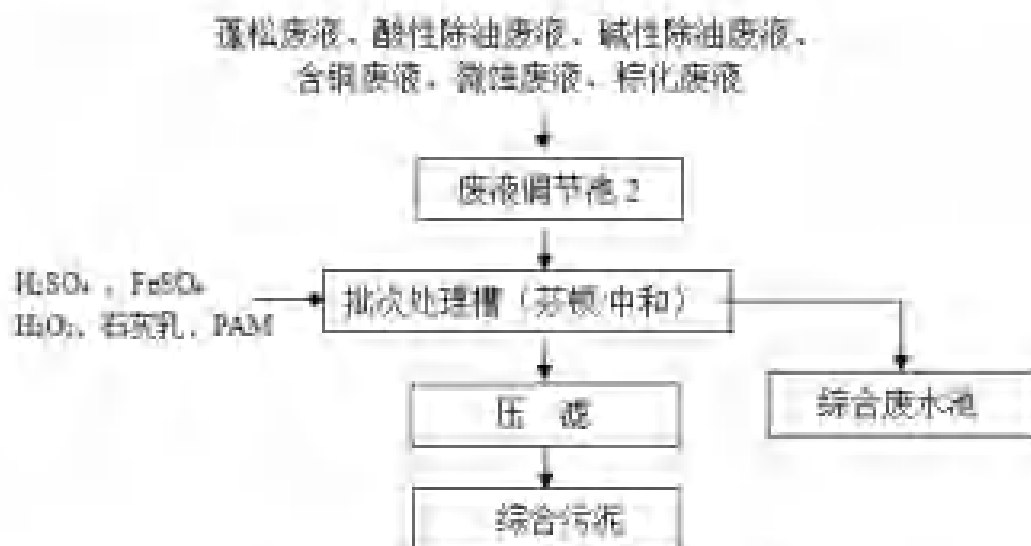 蓬松废液、酸性除油废液、碱性除油废液、
含铜废液、微蚀废液、棕化废液
废液调节池 2
H₂SO₄ , FeSO₄
H₂O₂、石灰乳、PAM
批次处理槽（芬顿/中和）
压 滤
综合废水池
综合污泥